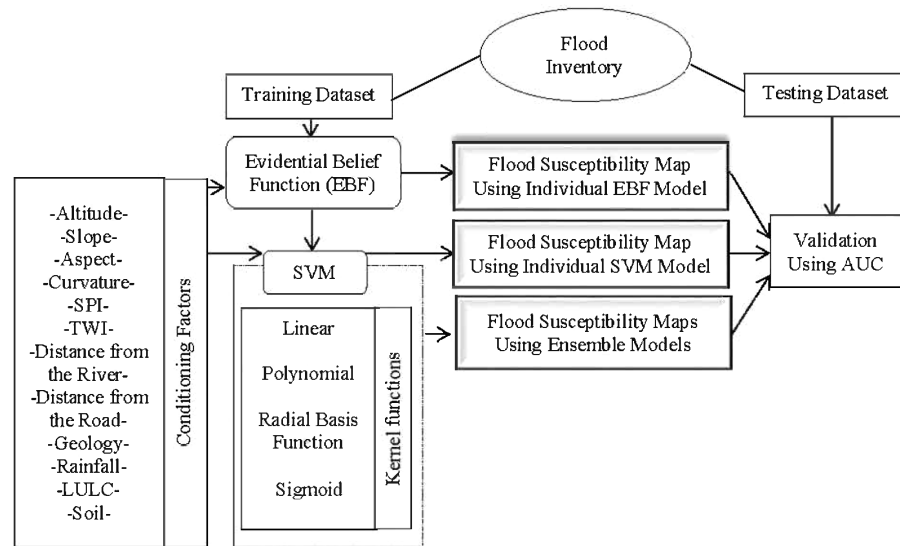 Flood
Inventory
Training Dataset
Testing Dataset
Evidential Belief
Function (EBF)
Flood Susceptibility Map
Using Individual EBF Model
-Altitude-
-Slope-
-Aspect-
-Curvature-
-SPI-
-TWI-
-Distance from
the River-
-Distance from
the Road-
-Geology-
-Rainfall-
-LULC-
-Soil-
Conditioning Factors
SVM
Flood Susceptibility Map
Using Individual SVM Model
Validation
Using AUC
Linear
Polynomial
Radial Basis
Function
Sigmoid
Kernel functions
Flood Susceptibility Maps
Using Ensemble Models